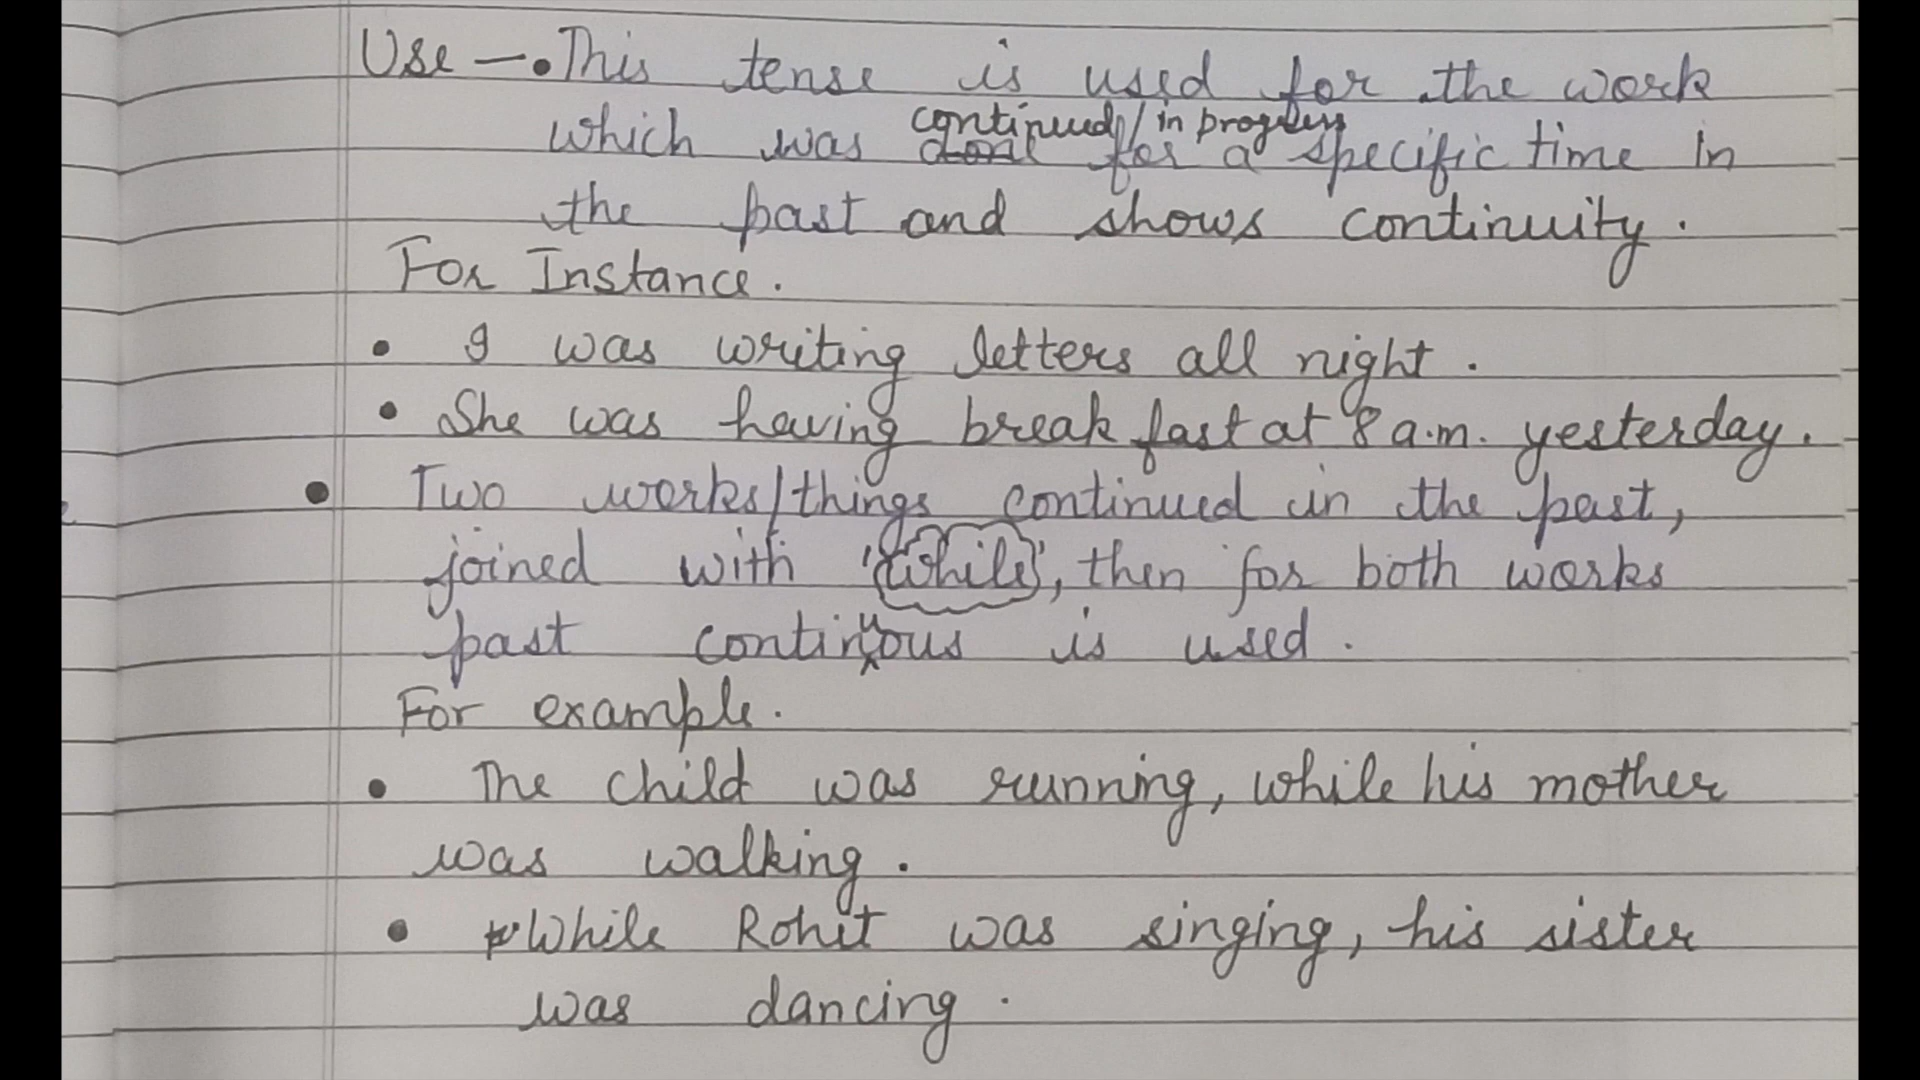 Use — • This tense is used for the work
which was continued/in progress for a specific time in
the past and shows continuity.
For Instance.
• I was writing letters all night.
• She was having breakfast at 8 a.m. yesterday.
• Two works/things continued in the past,
joined with 'while', then for both works
past continuous is used.
For example.
• The child was running, while his mother
was walking.
• While Rohit was singing, his sister
was dancing.